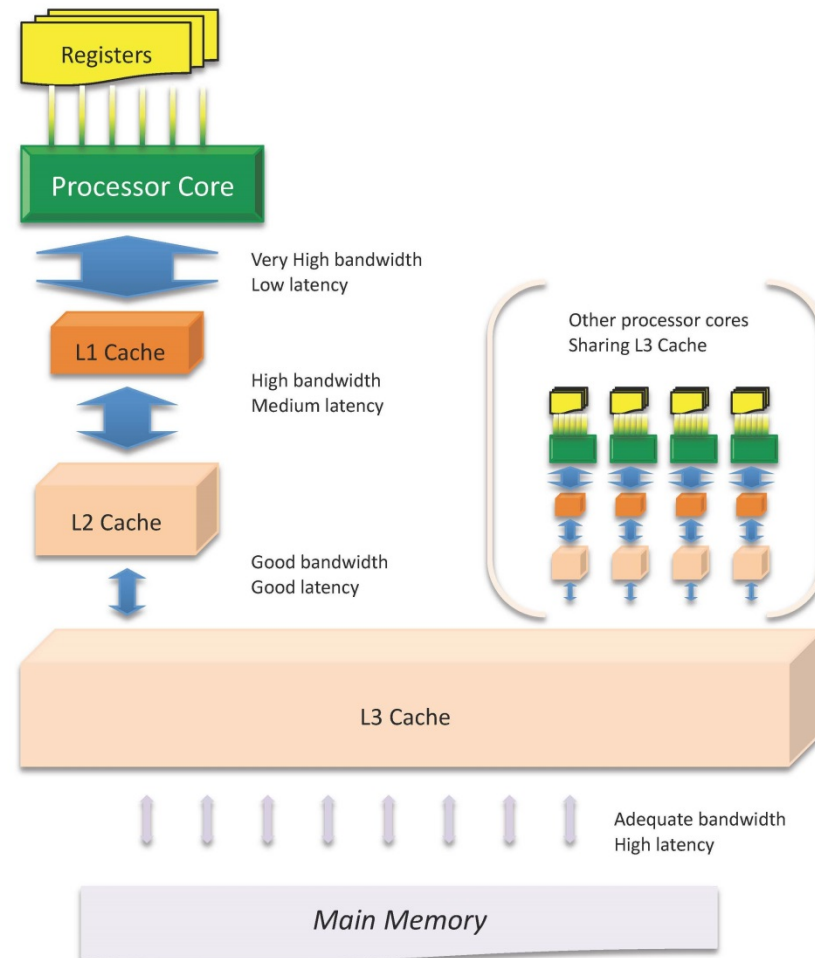 Registers
Processor Core
Very High bandwidth
Low latency
L1 Cache
High bandwidth
Medium latency
Other processor cores
Sharing L3 Cache
L2 Cache
Good bandwidth
Good latency
L3 Cache
Adequate bandwidth
High latency
Main Memory